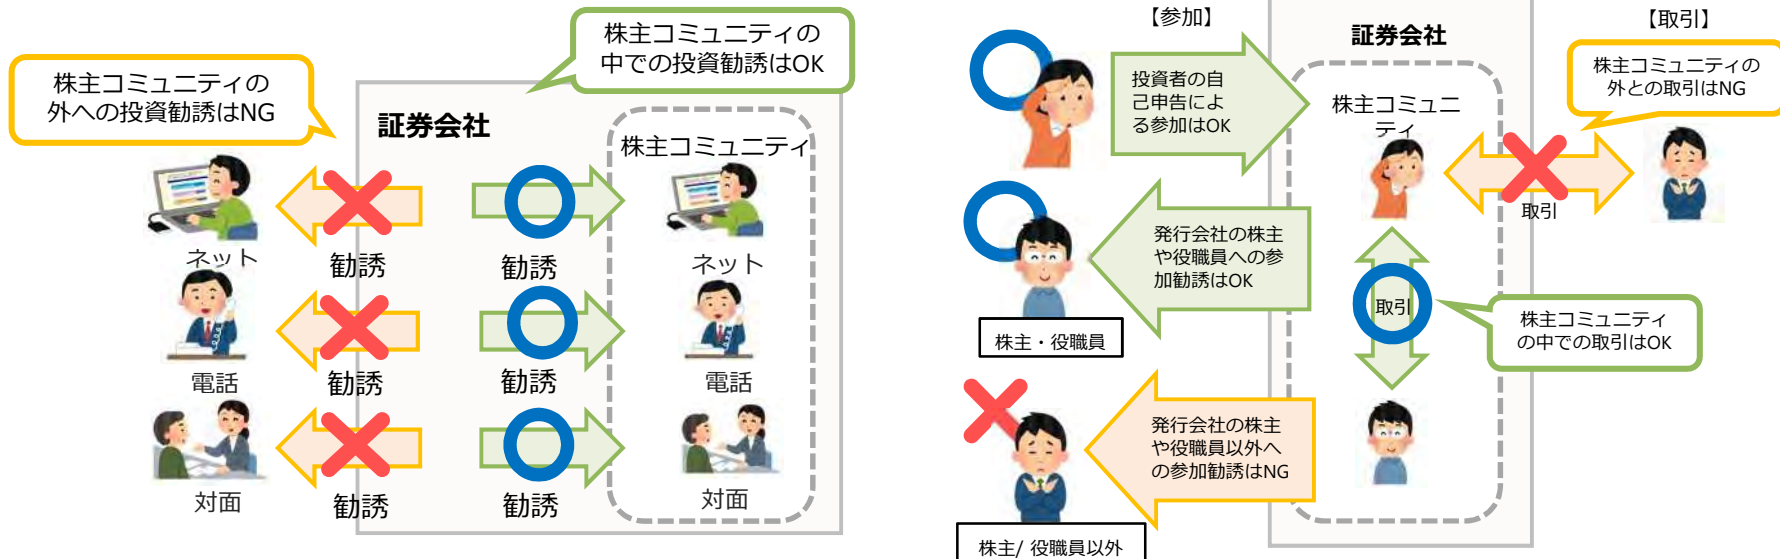 株主コミュニティの
外への投資勧誘はNG
株主コミュニティの
中での投資勧誘はOK
証券会社
株主コミュニティ
ネット
勧誘
勧誘
ネット
電話
勧誘
勧誘
電話
対面
勧誘
勧誘
対面
【参加】
証券会社
【取引】
投資者の自
己申告によ
る参加はOK
株主コミュニ
ティ
株主コミュニティの
外との取引はNG
取引
発行会社の株主
や役職員への参
加勧誘はOK
株主・役職員
取引
株主コミュニティ
の中での取引はOK
発行会社の株主
や役職員以外へ
の参加勧誘はNG
株主/ 役職員以外